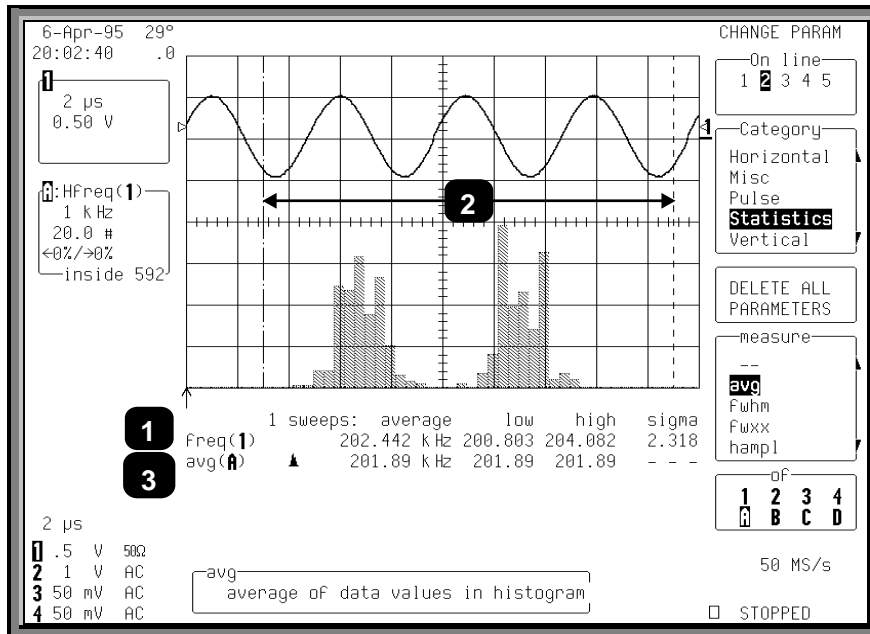 6-Apr-95 29°
20:02:40 .0
1
2 µs
0.50 V
A:Hfreq(1)
1 kHz
20.0 #
←0%/→0%
inside 592
1
2
1 sweeps: average low high sigma
1
freq(1) 202.442 kHz 200.803 204.082 2.318
avg(A) 201.89 kHz 201.89 201.89 - - -
3
2 µs
1 .5 V 50Ω
2 1 V AC
3 50 mV AC
4 50 mV AC
avg
average of data values in histogram
CHANGE PARAM
On line
1 2 3 4 5
Category
Horizontal
Misc
Pulse
Statistics
Vertical
DELETE ALL
PARAMETERS
measure
--
avg
fwhm
fwxx
hampl
of
1 2 3 4
A B C D
50 MS/s
STOPPED